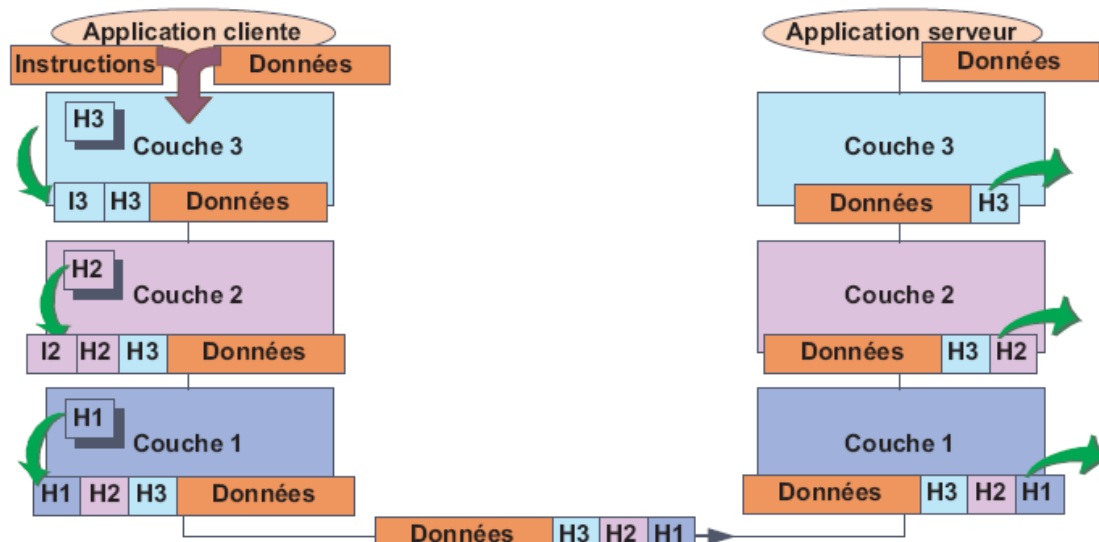 Application cliente
Instructions
Données
H3
Couche 3
I3 H3 Données
H2
Couche 2
I2 H2 H3 Données
H1
Couche 1
H1 H2 H3 Données
Données H3 H2 H1
Application serveur
Données
Couche 3
Données H3
Couche 2
Données H3 H2
Couche 1
Données H3 H2 H1